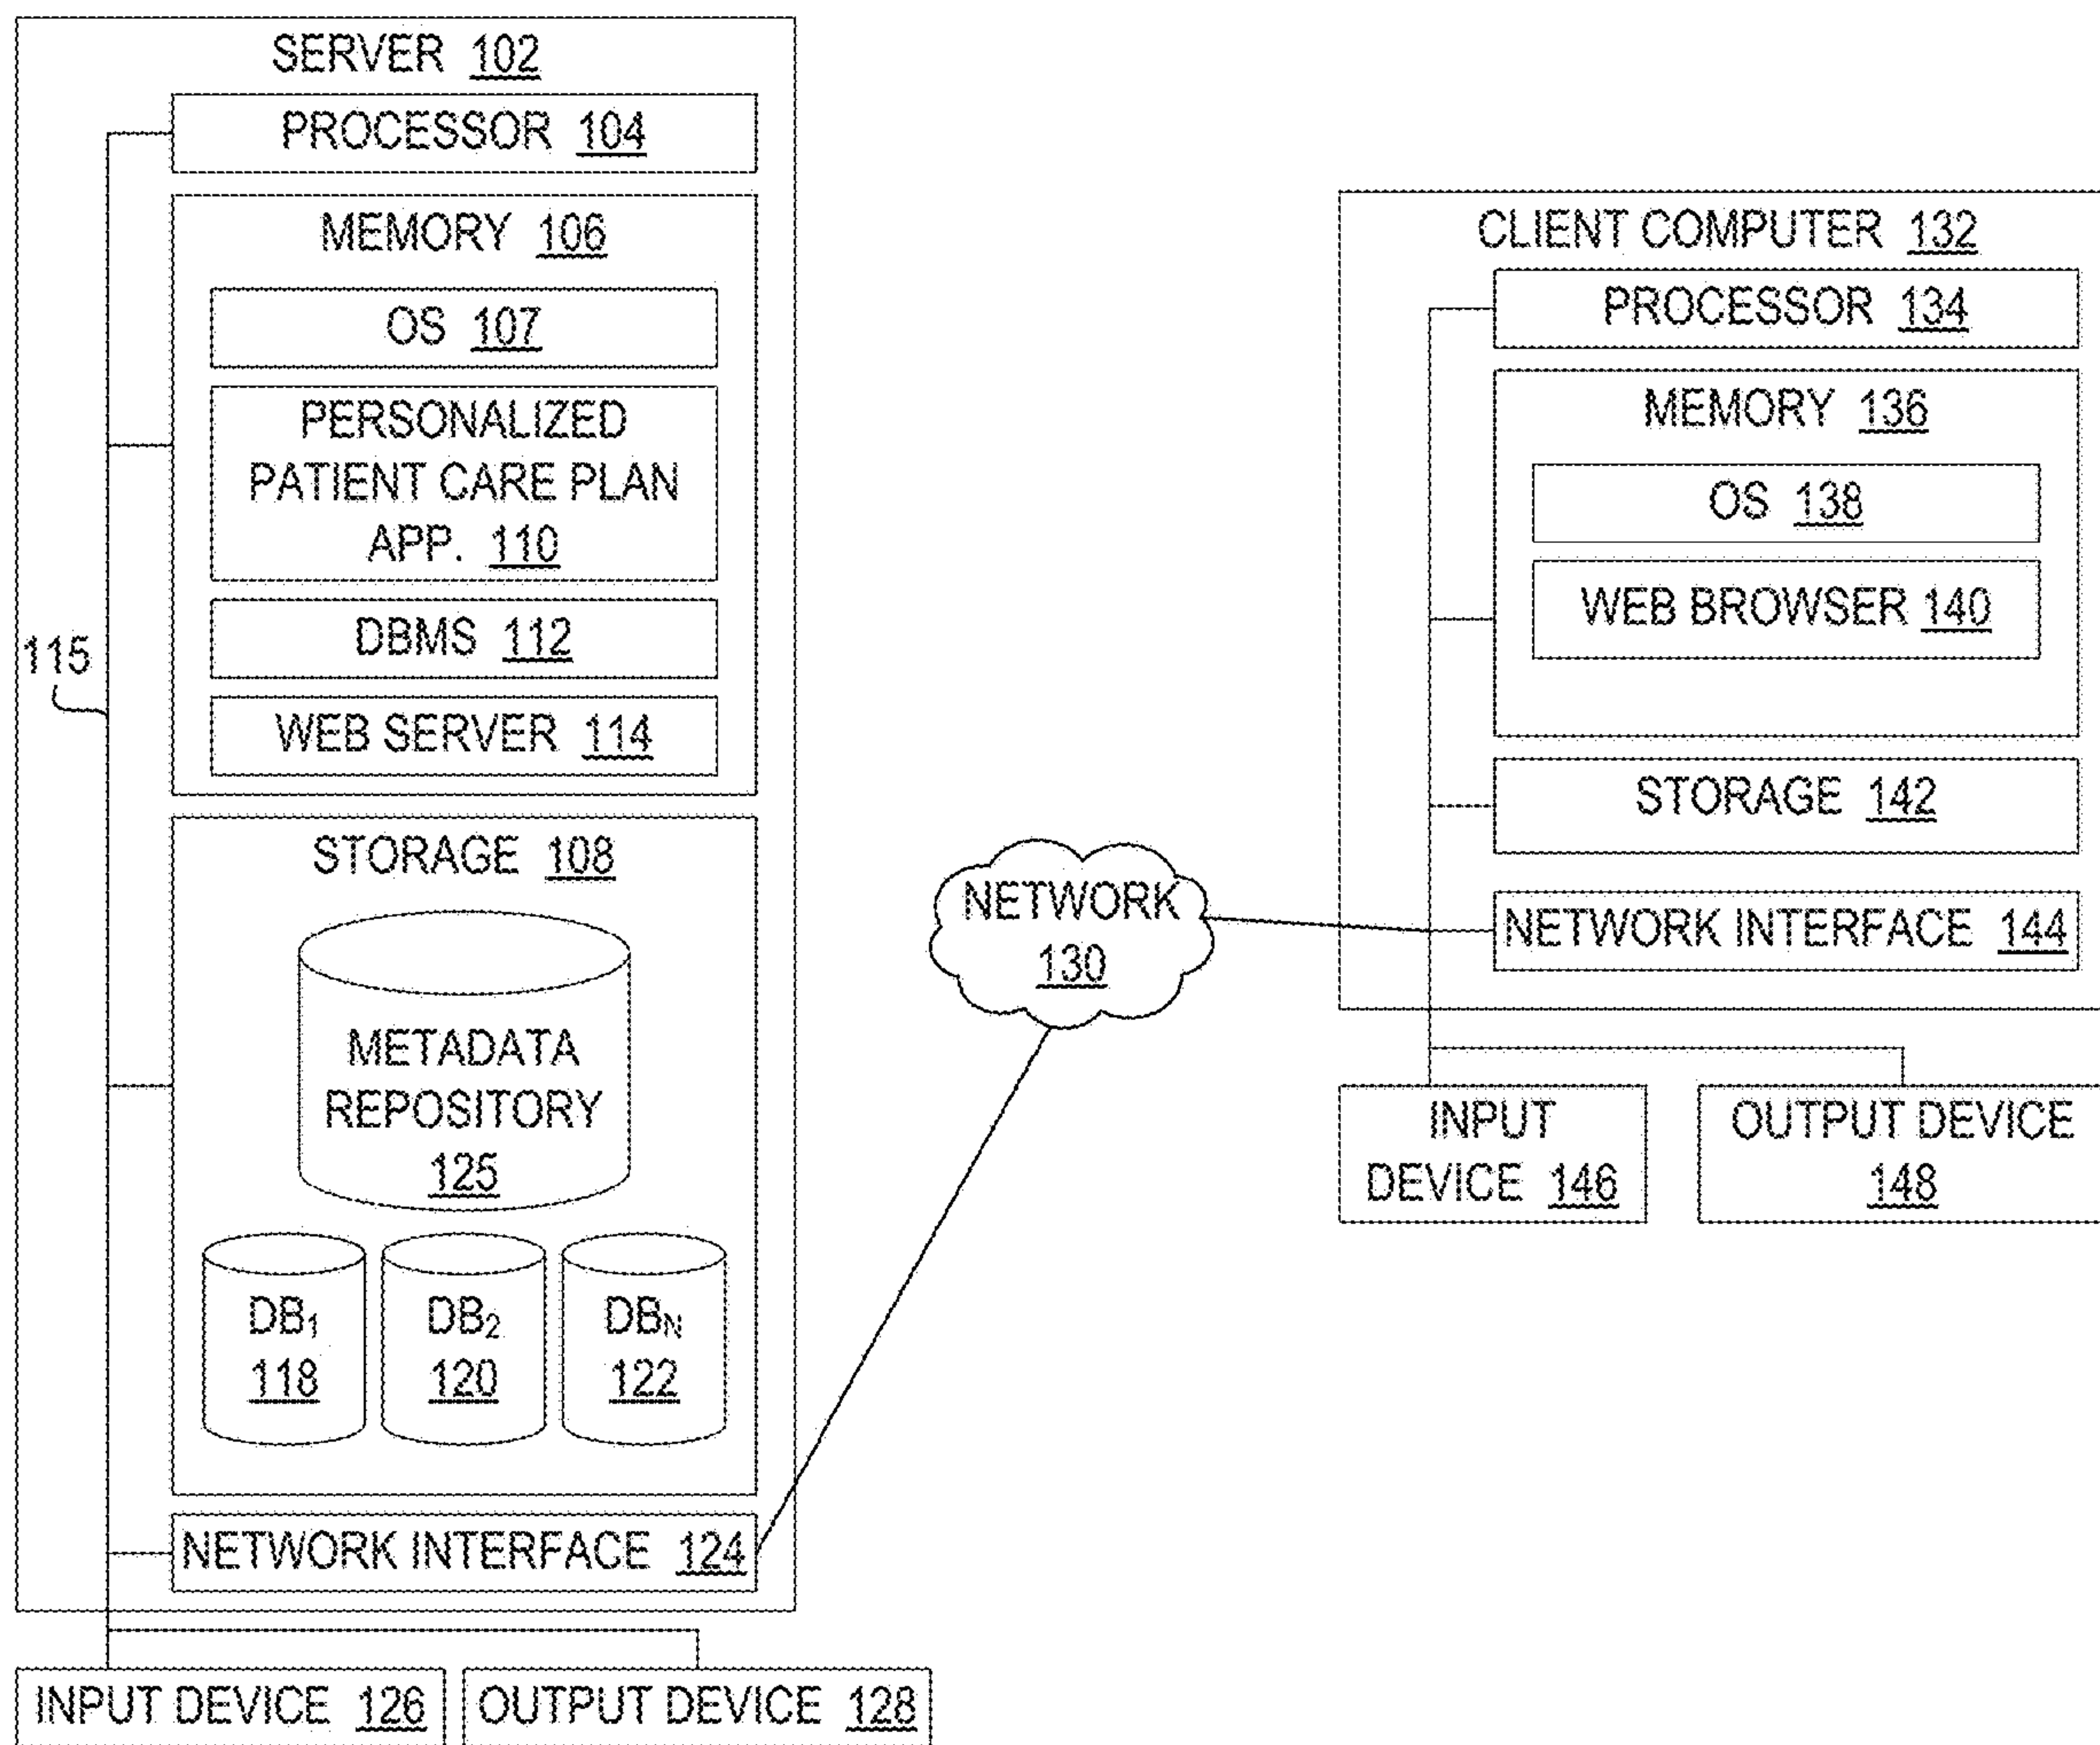 SERVER 102
PROCESSOR 104
MEMORY 106
OS 107
PERSONALIZED
PATIENT CARE PLAN
APP. 110
DBMS 112
WEB SERVER 114
115
STORAGE 108
METADATA
REPOSITORY
125
DB₁
118
DB₂
120
DB_N
122
NETWORK INTERFACE 124
INPUT DEVICE 126
OUTPUT DEVICE 128
NETWORK
130
CLIENT COMPUTER 132
PROCESSOR 134
MEMORY 136
OS 138
WEB BROWSER 140
STORAGE 142
NETWORK INTERFACE 144
INPUT
DEVICE 146
OUTPUT DEVICE
148